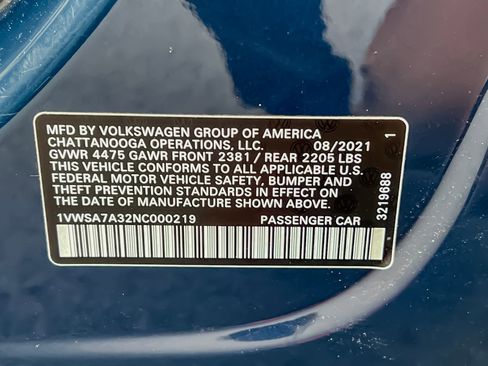 MFD BY VOLKSWAGEN GROUP OF AMERICA
CHATTANOOGA OPERATIONS, LLC. 08/2021
GVWR 4475 GAWR FRONT 2381 / REAR 2205 LBS
THIS VEHICLE CONFORMS TO ALL APPLICABLE
FEDERAL MOTOR VEHICLE SAFETY, BUMPER AND
THEFT PREVENTION STANDARDS IN EFFECT ON
THE DATE OF MANUFACTURE SHOWN ABOVE.
1VWSA7A32NC000219 PASSENGER CAR
3219688 1